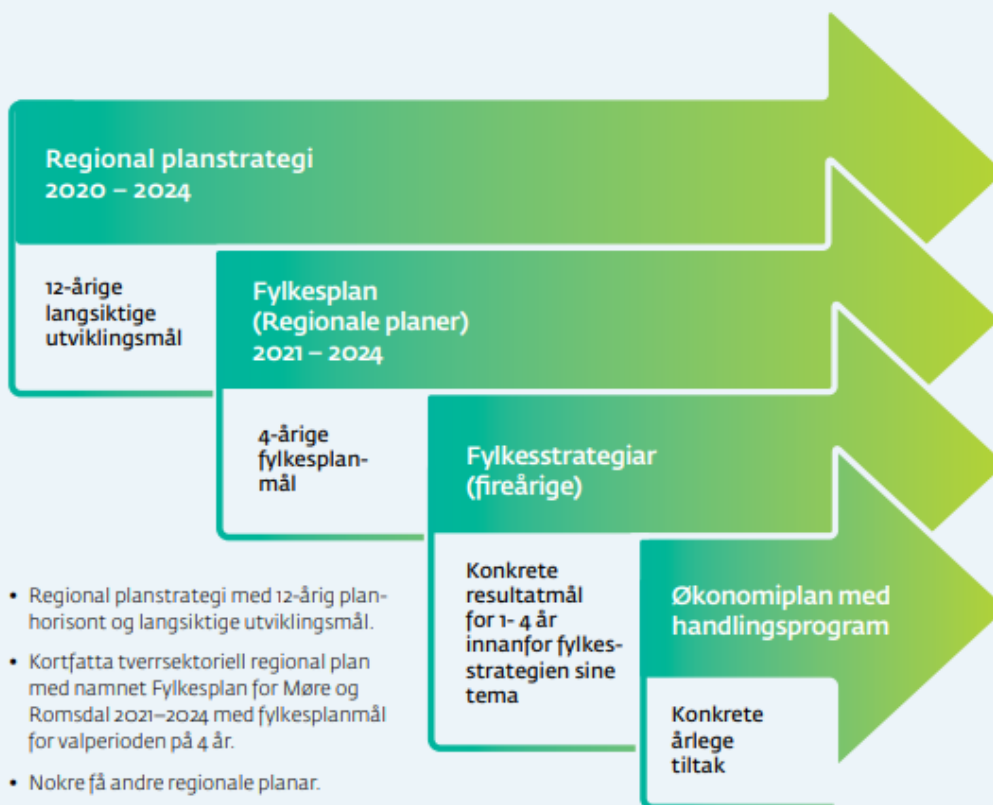 Regional planstrategi
2020 – 2024
12-årige
langsiktige
utviklingsmål
Fylkesplan
(Regionale planer)
2021 – 2024
4-årige
fylkesplan-
mål
Fylkesstrategiar
(fireårige)
Konkrete
resultatmål
for 1- 4 år
innanfor fylkes-
strategien sine
tema
Økonomiplan med
handlingsprogram
Konkrete
årlege
tiltak
• Regional planstrategi med 12-årig plan-
horisont og langsiktige utviklingsmål.
• Kortfatta tverrsektoriell regional plan
med namnet Fylkesplan for Møre og
Romsdal 2021–2024 med fylkesplanmål
for valperioden på 4 år.
• Nokre få andre regionale planar.